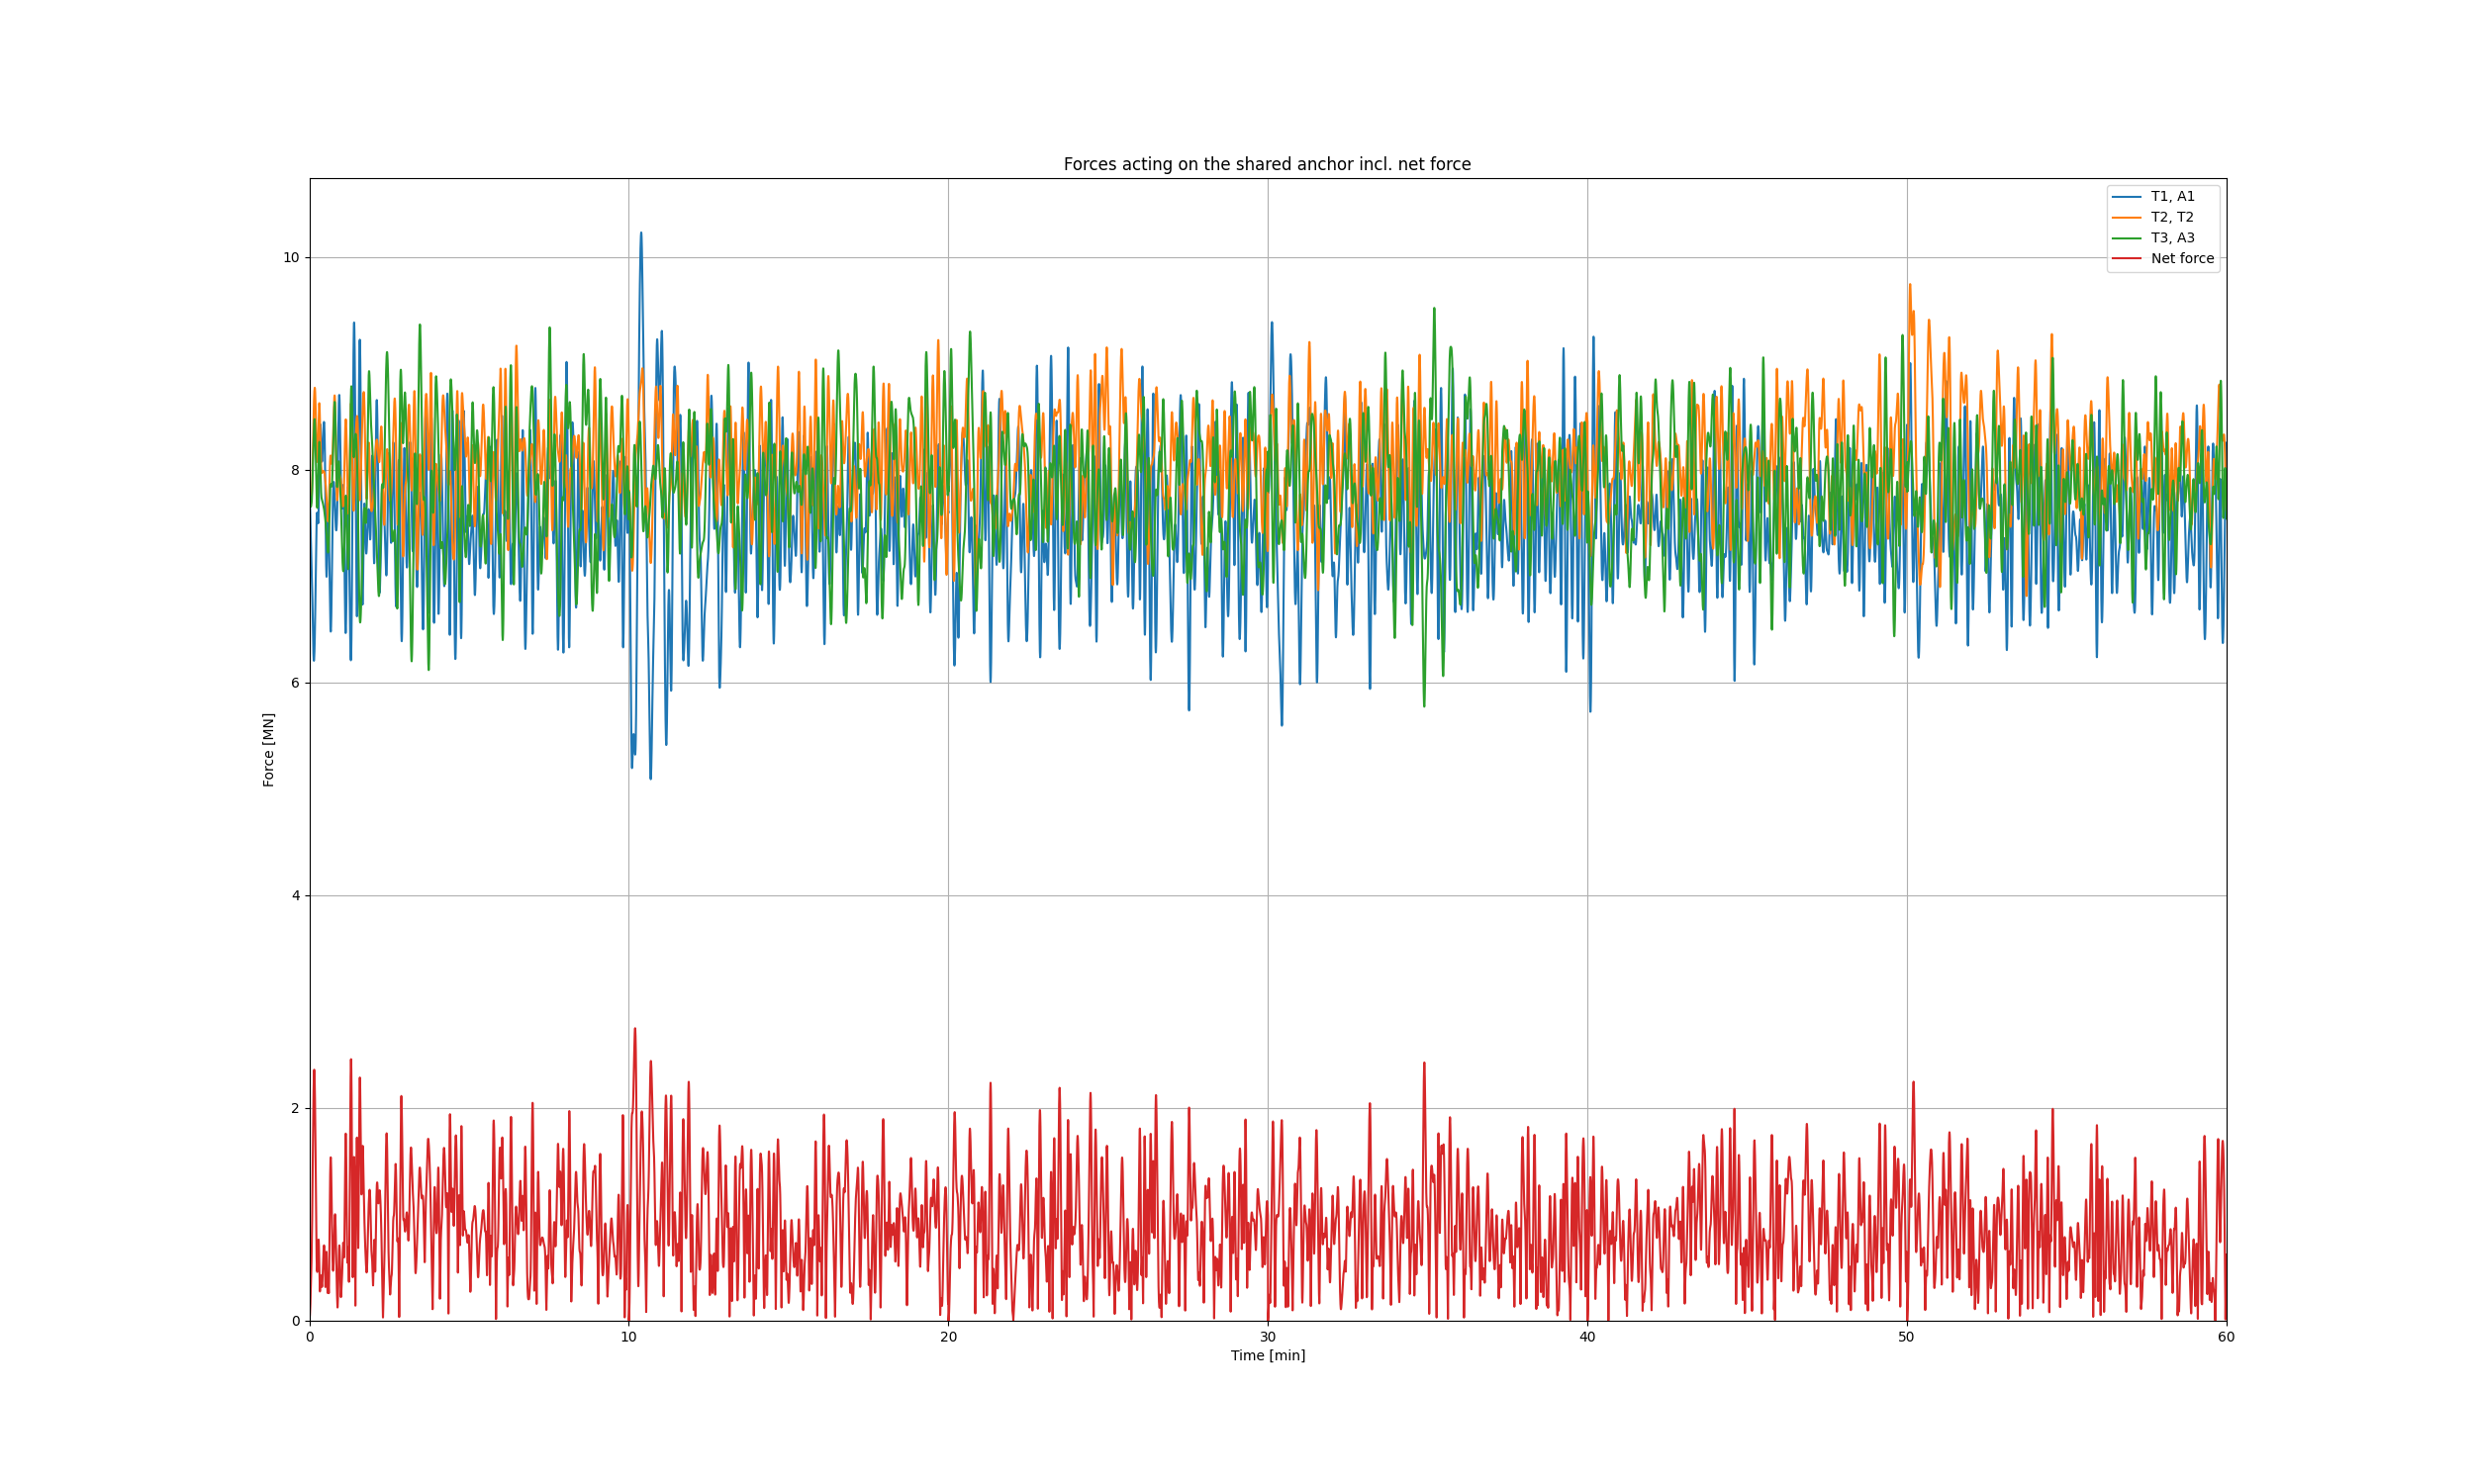 Forces acting on the shared anchor incl. net force
T1, A1
T2, T2
T3, A3
Net force
10
8
6
4
2
0
Force [MN]
0 10 20 30 40 50 60
Time [min]